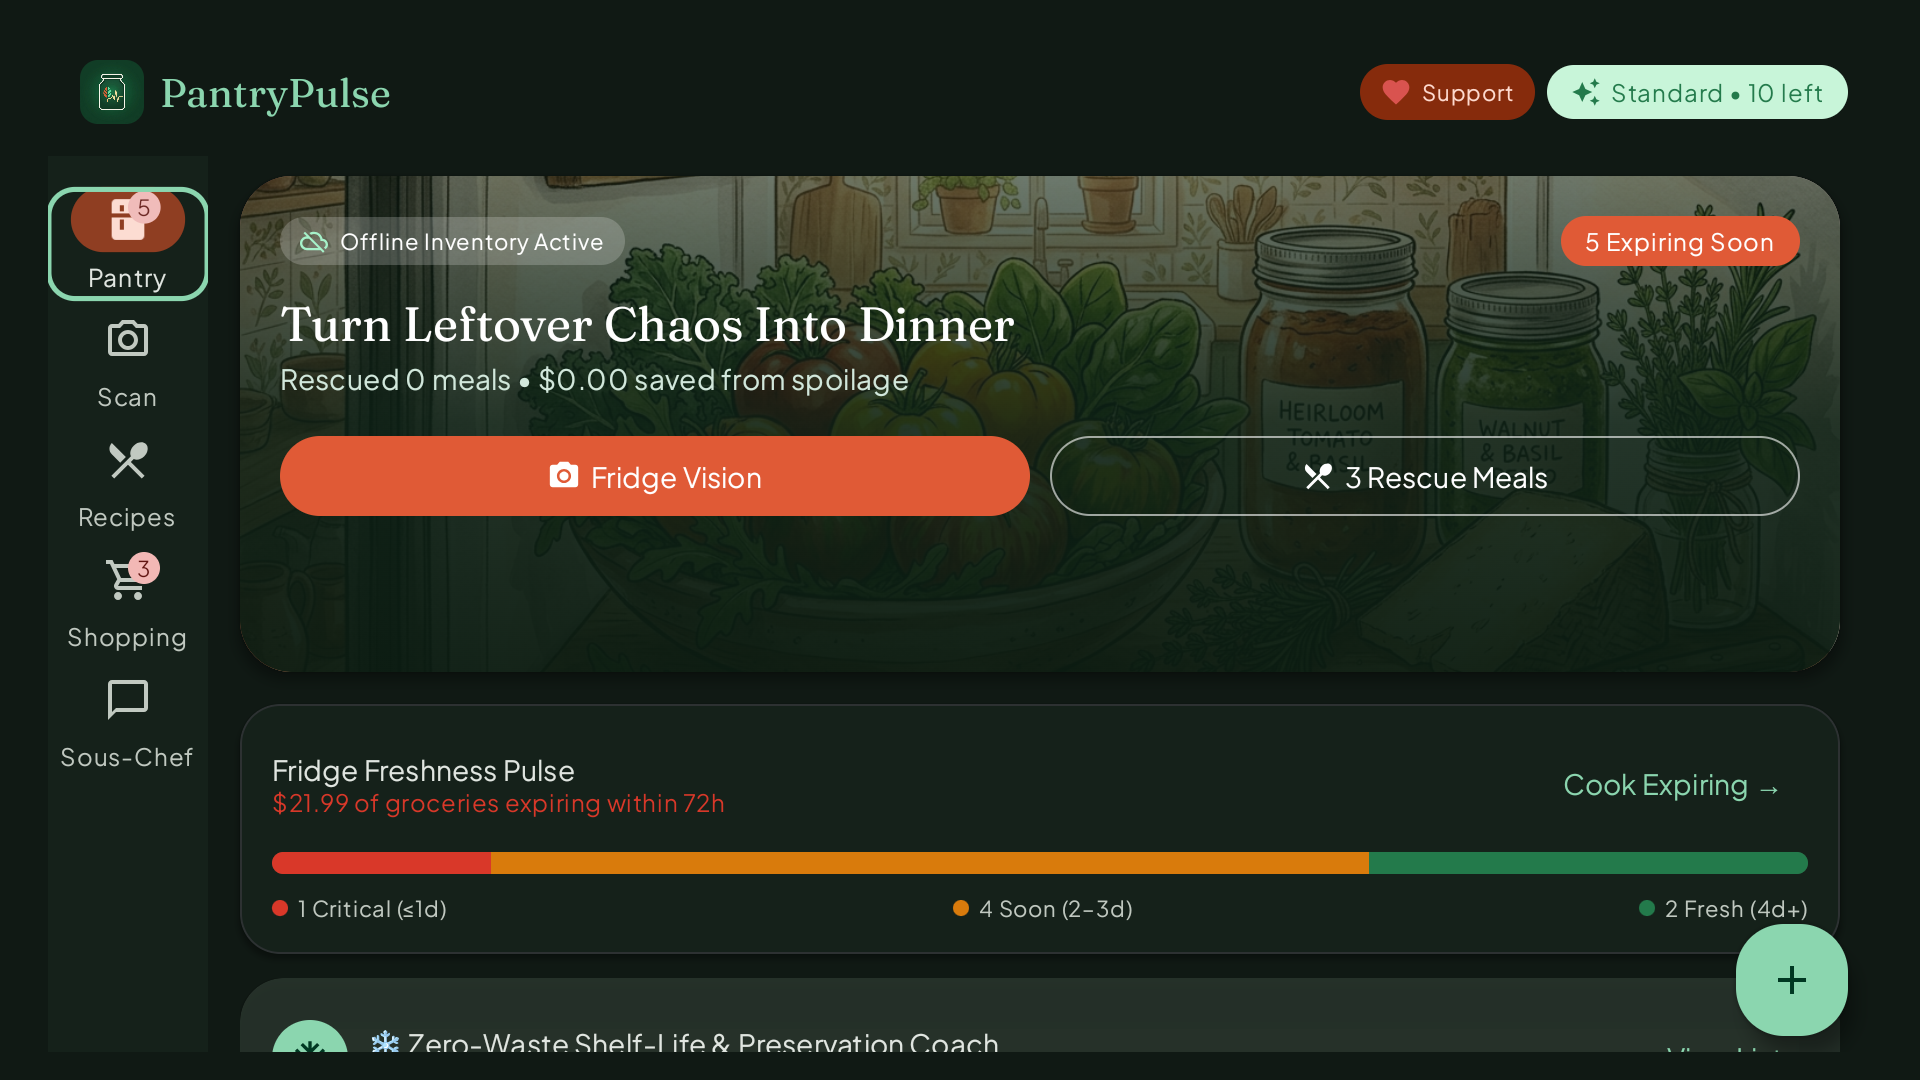 PantryPulse
Support
Standard • 10 left
5
Pantry
Scan
Recipes
3
Shopping
Sous-Chef
Offline Inventory Active
5 Expiring Soon
Turn Leftover Chaos Into Dinner
Rescued 0 meals • $0.00 saved from spoilage
HEIRLOOM
TOMATO
& BASIL
WALNUT
& BASIL
Fridge Vision
3 Rescue Meals
Fridge Freshness Pulse
$21.99 of groceries expiring within 72h
Cook Expiring →
1 Critical (≤1d)
4 Soon (2–3d)
2 Fresh (4d+)
❄️ Zero-Waste Shelf-Life & Preservation Coach